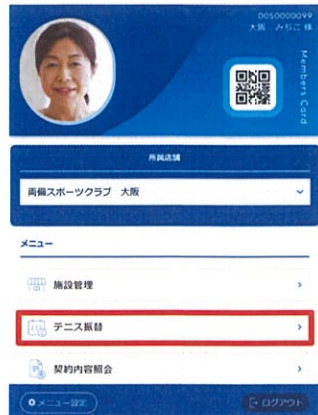 0050000099
大阪 みちこ 様
Members Card
所属店舗
両備スポーツクラブ 大阪
メニュー
施設管理
テニス振替
契約内容照会
メニュー設定
ログアウト